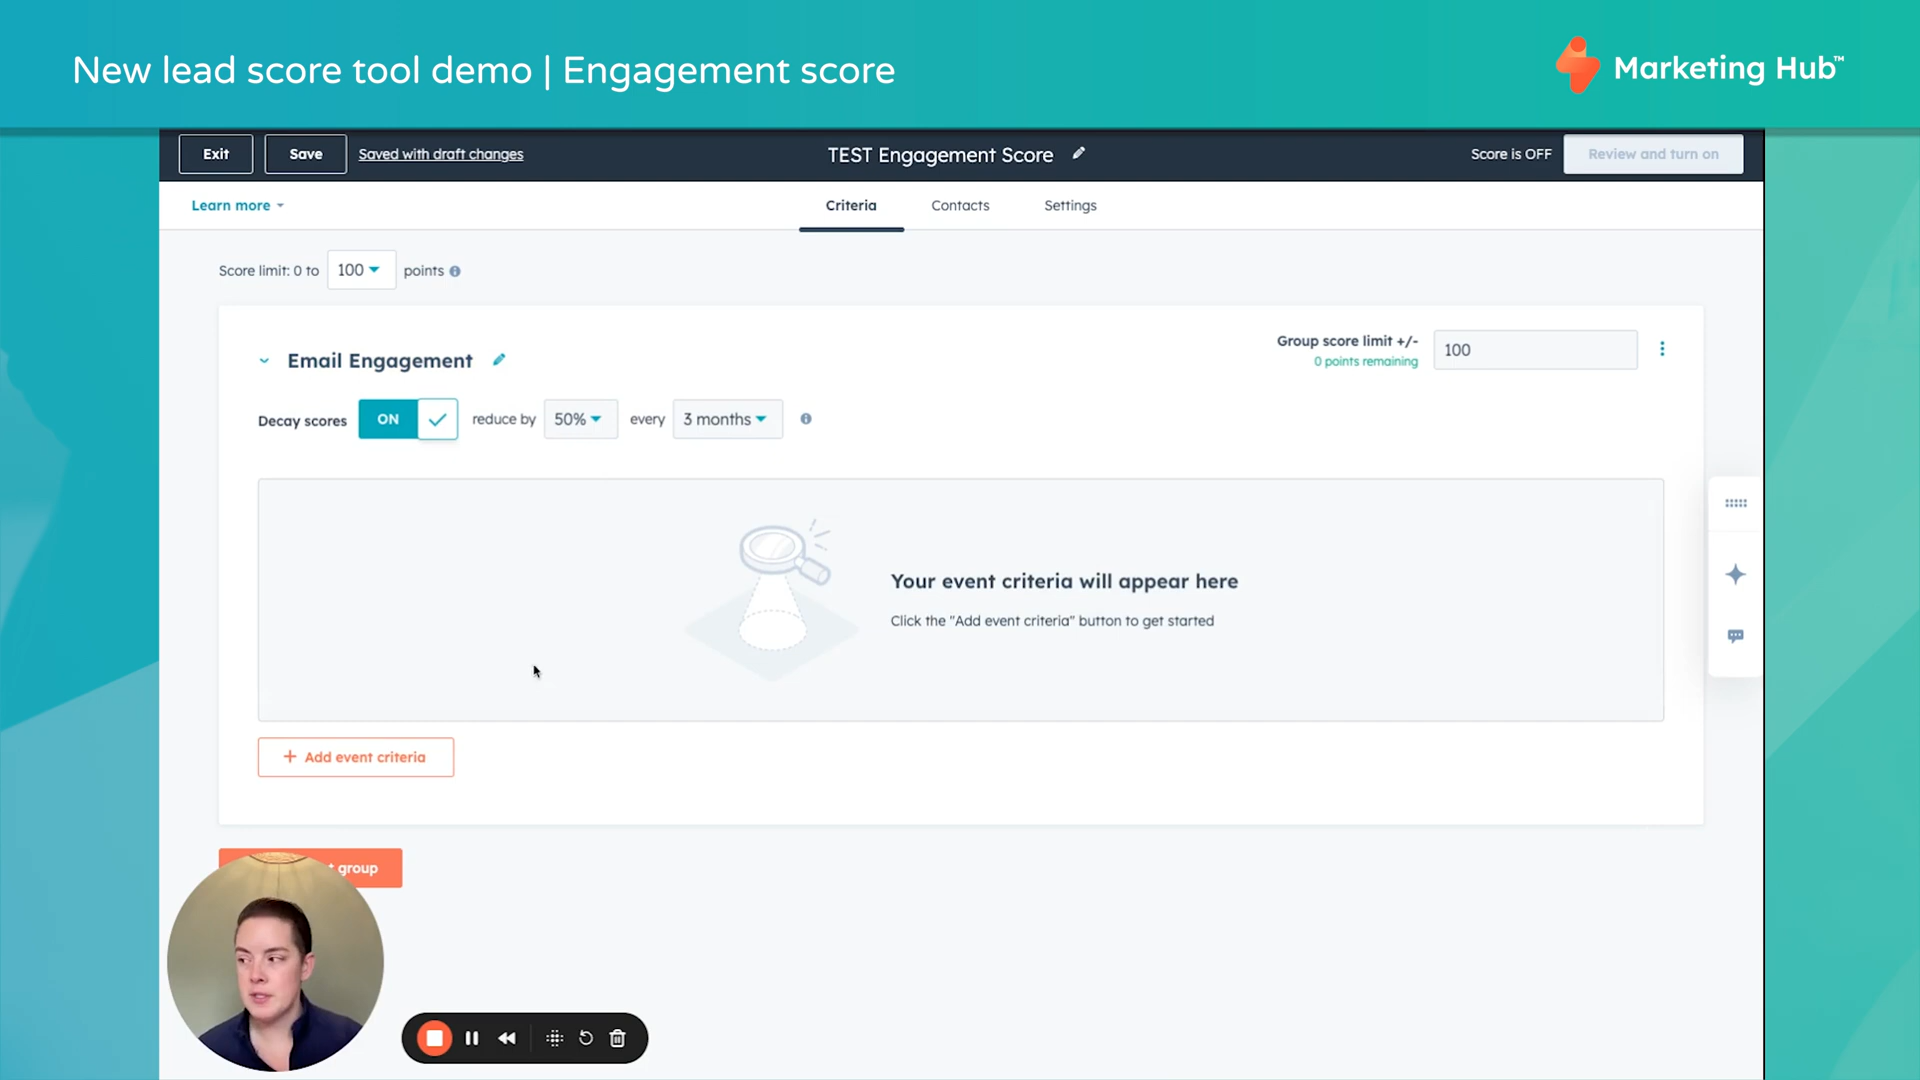 New lead score tool demo | Engagement score
Marketing Hub™
Exit
Save
Saved with draft changes
TEST Engagement Score
Score is OFF
Review and turn on
Learn more
Criteria
Contacts
Settings
Score limit: 0 to
100
points
Email Engagement
Group score limit +/-
0 points remaining
100
Decay scores
ON
reduce by
50%
every
3 months
Your event criteria will appear here
Click the "Add event criteria" button to get started
+ Add event criteria
group